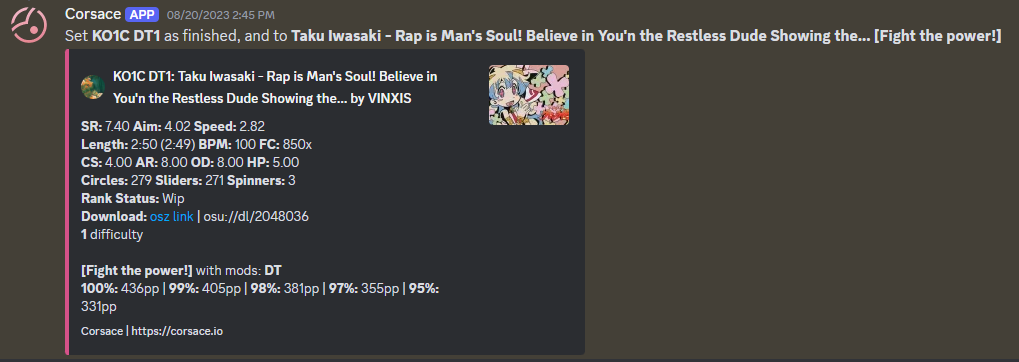 Corsace APP 08/20/2023 2:45 PM
Set KO1C DT1 as finished, and to Taku Iwasaki - Rap is Man's Soul! Believe in You'n the Restless Dude Showing the... [Fight the power!]
KO1C DT1: Taku Iwasaki - Rap is Man's Soul! Believe in
You'n the Restless Dude Showing the... by VINXIS
SR: 7.40 Aim: 4.02 Speed: 2.82
Length: 2:50 (2:49) BPM: 100 FC: 850x
CS: 4.00 AR: 8.00 OD: 8.00 HP: 5.00
Circles: 279 Sliders: 271 Spinners: 3
Rank Status: Wip
Download: osz link | osu://dl/2048036
1 difficulty
[Fight the power!] with mods: DT
100%: 436pp | 99%: 405pp | 98%: 381pp | 97%: 355pp | 95%:
331pp
Corsace | https://corsace.io